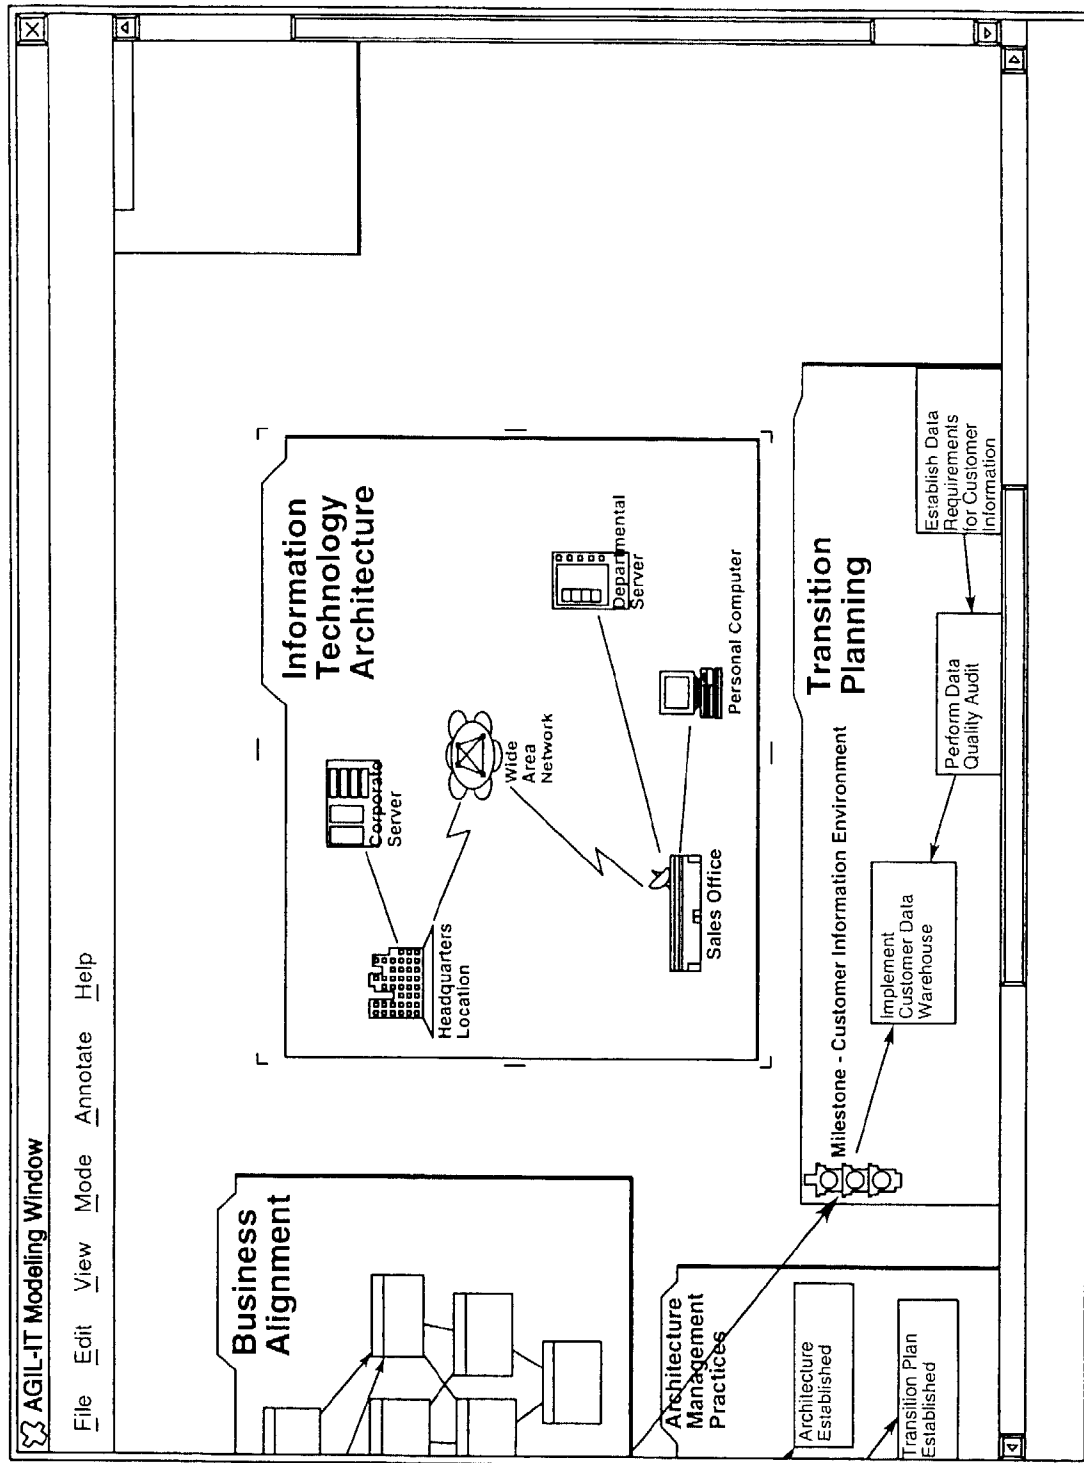 AGIL-IT Modeling Window
File Edit View Mode Annotate Help
Business
Alignment
Information
Technology
Architecture
Corporate
Server
Headquarters
Location
Wide
Area
Network
Departmental
Server
Sales Office
Personal Computer
Architecture
Management
Practices
Architecture
Established
Transition Plan
Established
Transition
Planning
Milestone - Customer Information Environment
Implement
Customer Data
Warehouse
Perform Data
Quality Audit
Establish Data
Requirements
for Customer
Information